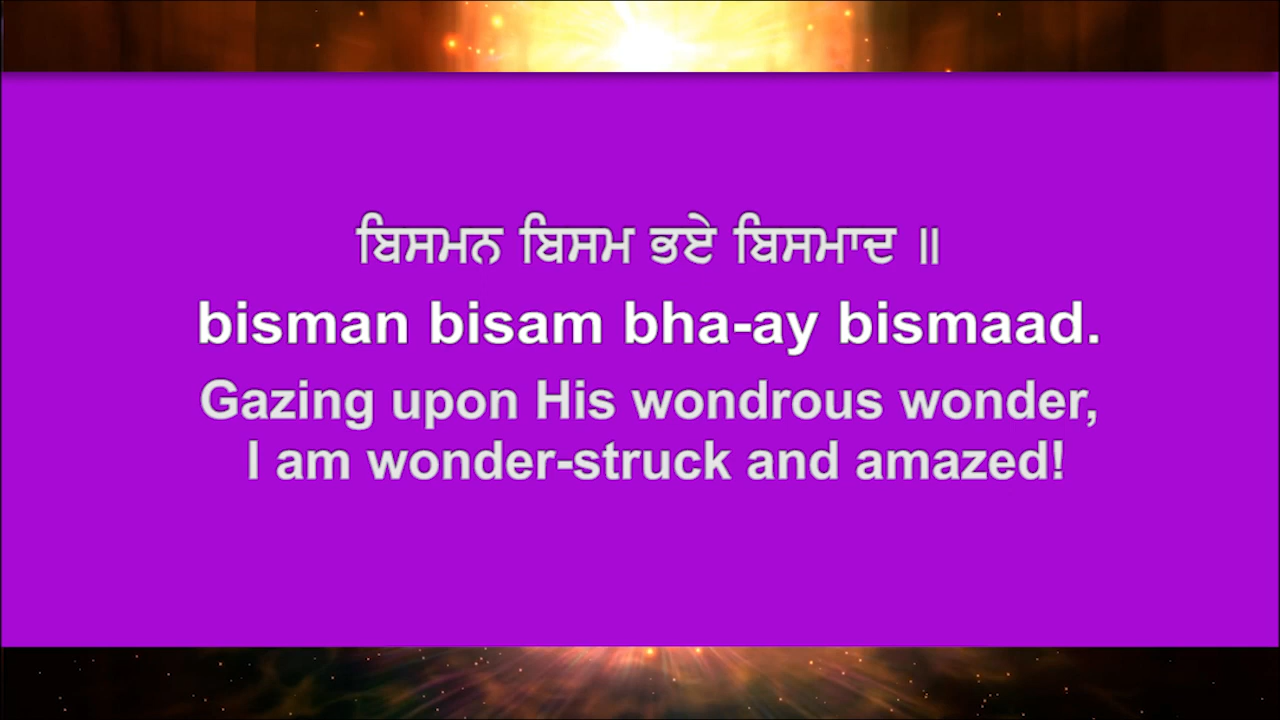 ਬਿਸਮਨ ਬਿਸਮ ਭਏ ਬਿਸਮਾਦ ॥
bisman bisam bha-ay bismaad.
Gazing upon His wondrous wonder,
I am wonder-struck and amazed!